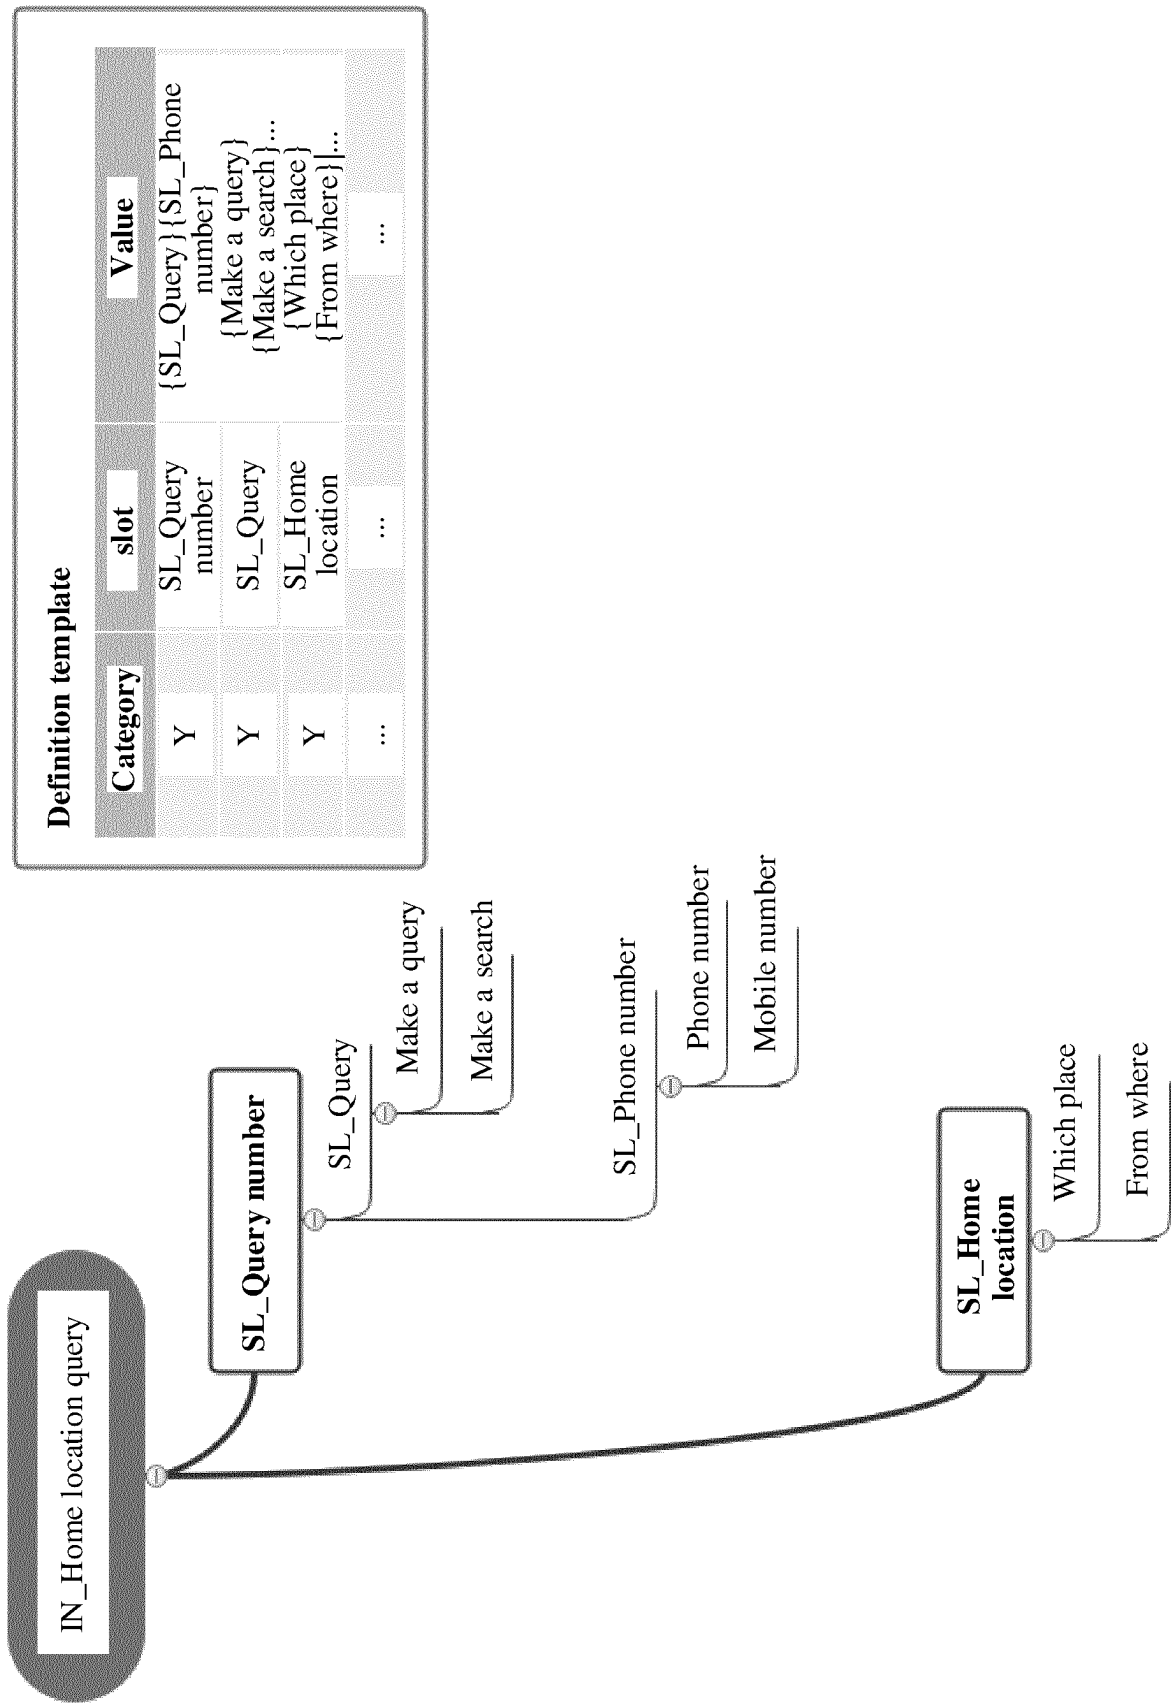 IN_Home location query
SL_Query number
SL_Query
Make a query
Make a search
SL_Phone number
Phone number
Mobile number
SL_Home
location
Which place
From where
Definition template
Category slot Value
Y SL_Query number {SL_Query}{SL_Phone number}
Y SL_Query {Make a query}
{Make a search}...
Y SL_Home location {Which place}
{From where}|...
... ... ...